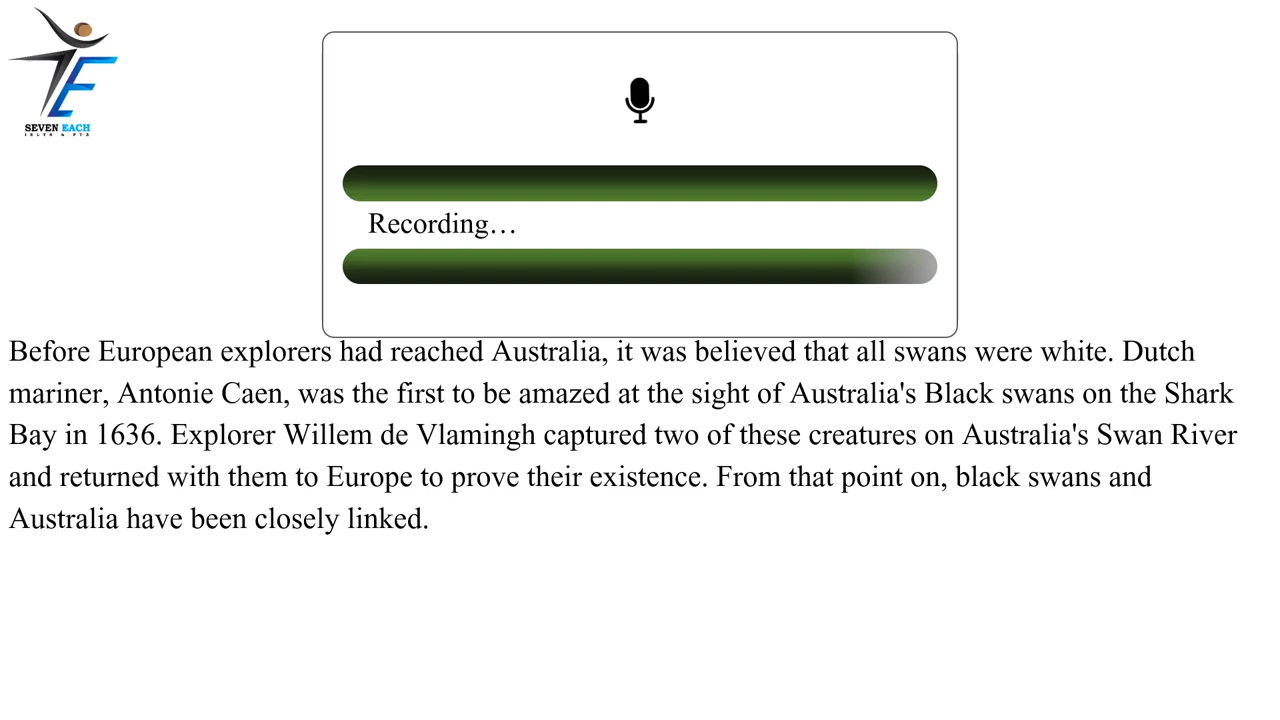 SEVEN EACH
IELTS & PTE
Recording…
Before European explorers had reached Australia, it was believed that all swans were white. Dutch
mariner, Antonie Caen, was the first to be amazed at the sight of Australia's Black swans on the Shark
Bay in 1636. Explorer Willem de Vlamingh captured two of these creatures on Australia's Swan River
and returned with them to Europe to prove their existence. From that point on, black swans and
Australia have been closely linked.